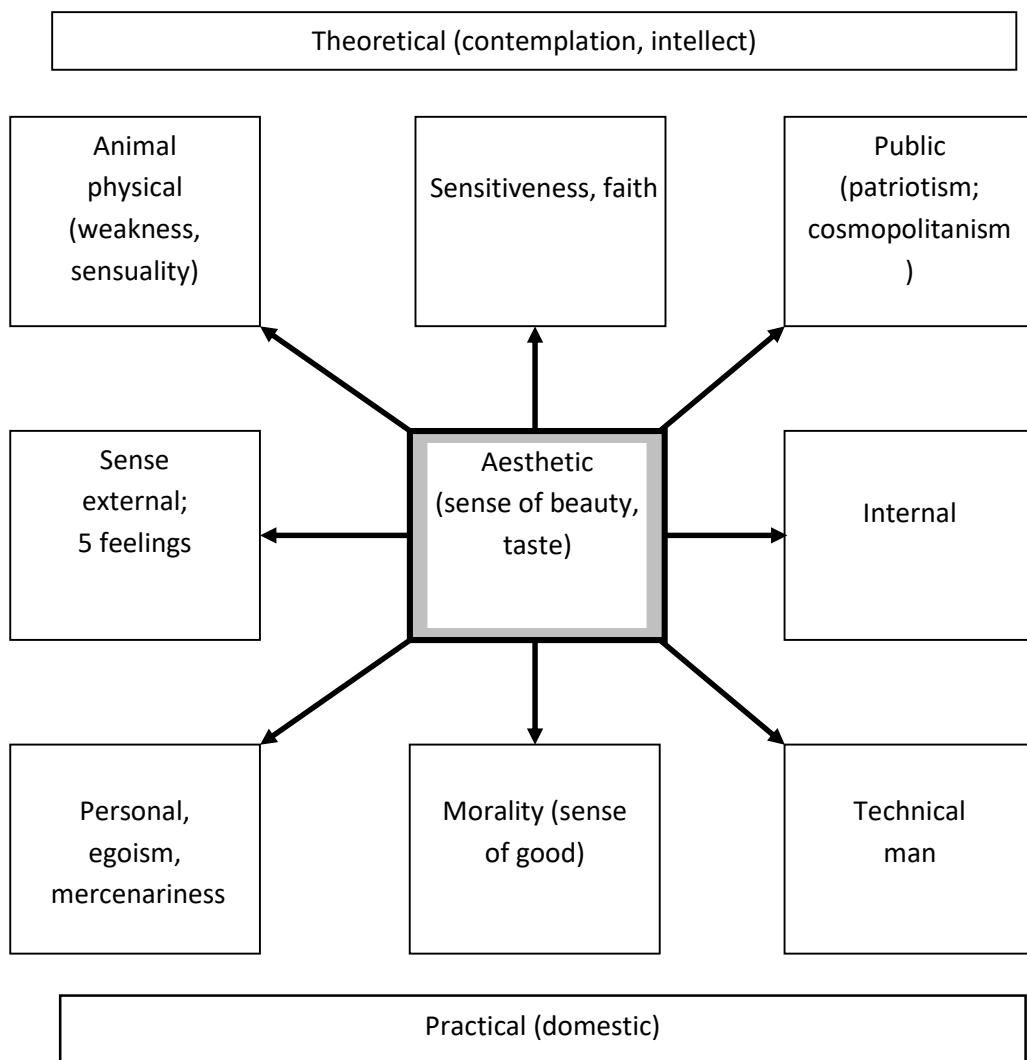 Theoretical (contemplation, intellect)
Animal
physical
(weakness,
sensuality)
Sensitiveness, faith
Public
(patriotism;
cosmopolitanism
)
Sense
external;
5 feelings
Aesthetic
(sense of beauty,
taste)
Internal
Personal,
egoism,
mercenariness
Morality (sense
of good)
Technical
man
Practical (domestic)